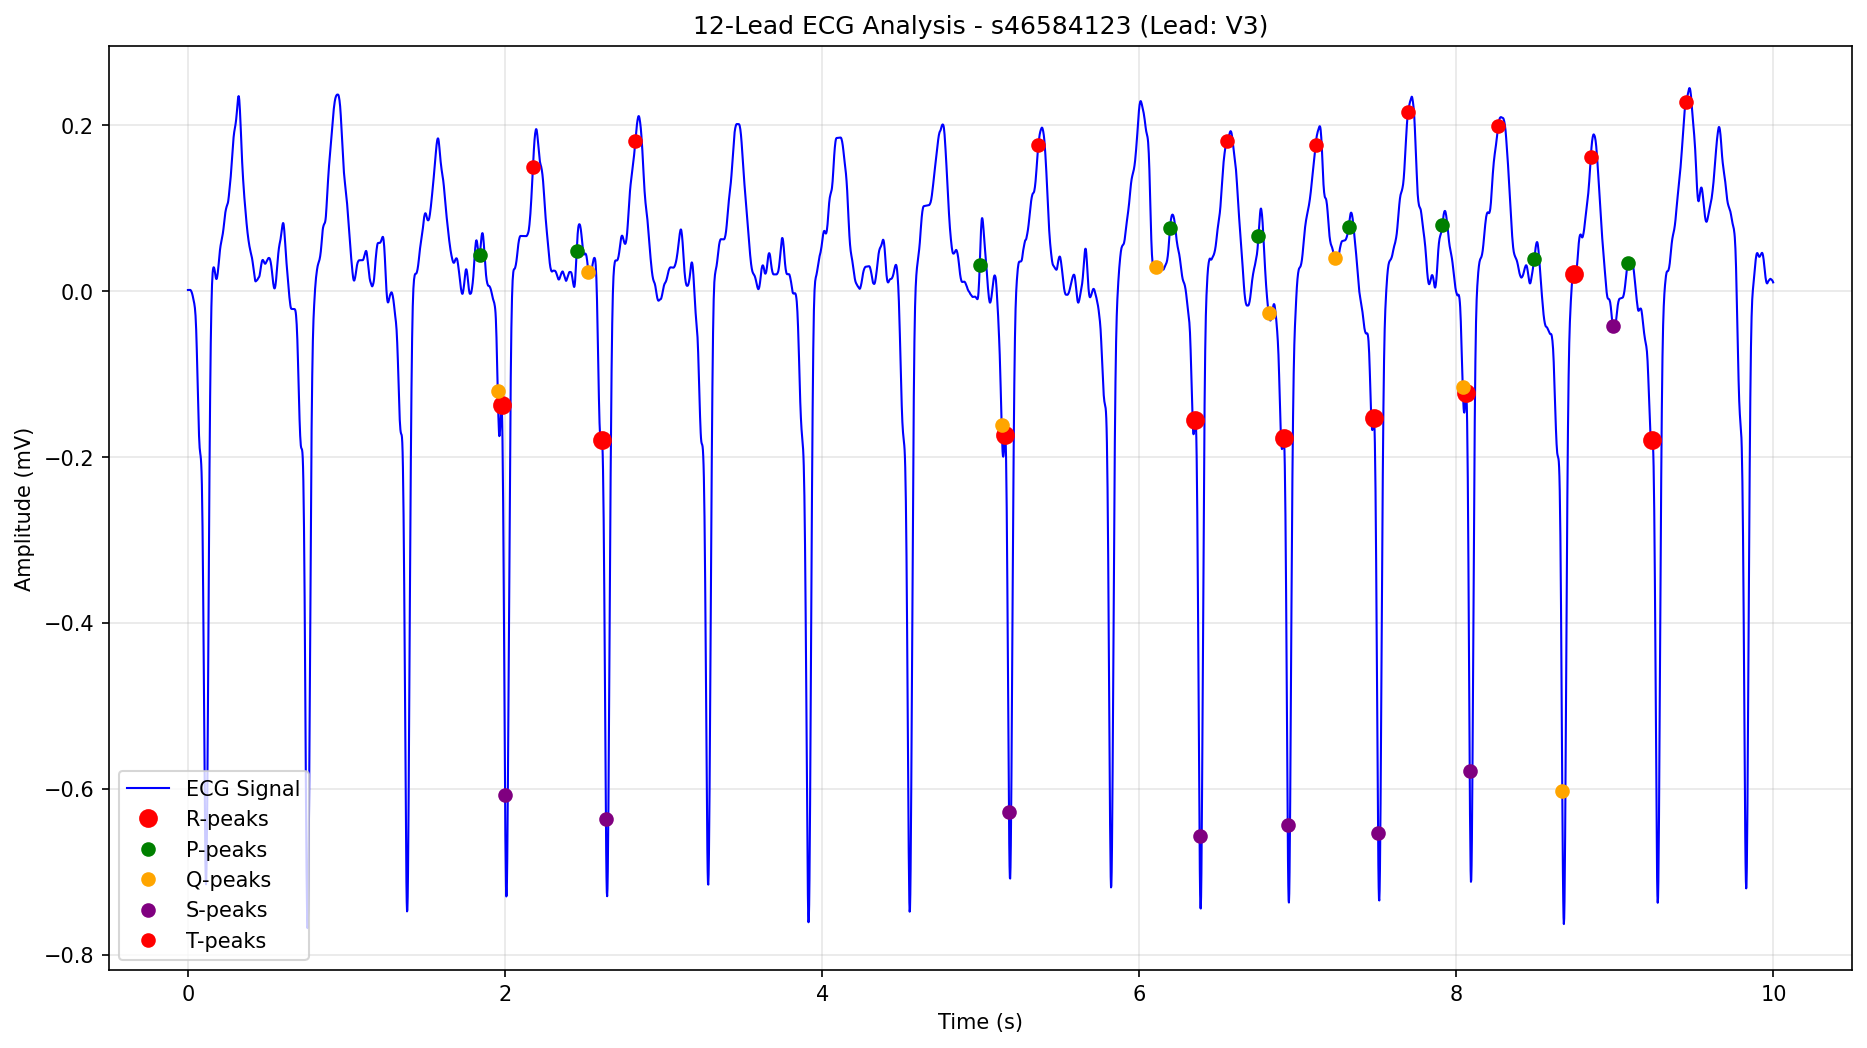 12-Lead ECG Analysis - s46584123 (Lead: V3)
Amplitude (mV)
0.2
0.0
−0.2
−0.4
−0.6
−0.8
ECG Signal
R-peaks
P-peaks
Q-peaks
S-peaks
T-peaks
0 2 4 6 8 10
Time (s)